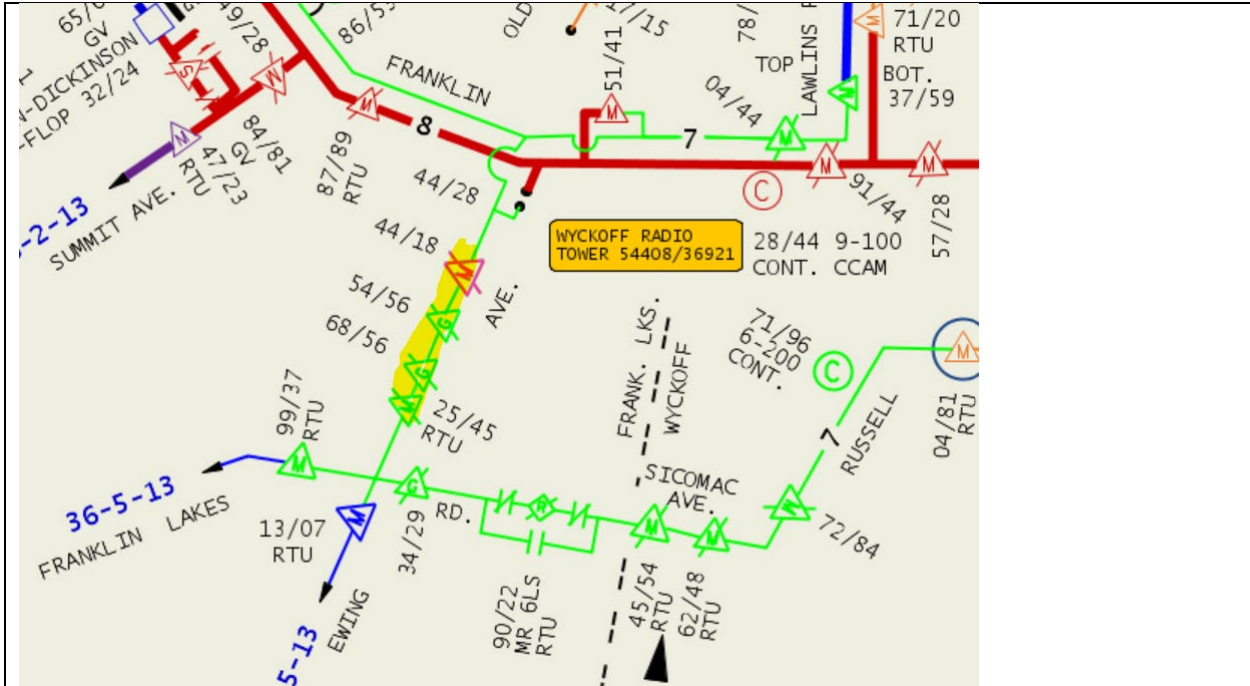 65/0
GV
N-DICKINSON
-FLOP 32/24
49/28
S
M
84/81
GV
47/23
RTU
M
-2-13
SUMMIT AVE.
86/55
FRANKLIN
M
87/89
RTU
8
OLD
17/15
51/41
M
7
78/
TOP
LAWLINS
04/44
M
M
M
71/20
RTU
BOT.
37/59
44/28
C
M
91/44
M
57/28
WYCKOFF RADIO
TOWER 54408/36921
28/44 9-100
CONT. CCAM
44/18
M
AVE.
54/56
G
68/56
G
M
25/45
RTU
FRANK. LKS.
WYCKOFF
71/96
6-200
CONT.
C
M
04/81
RTU
7
RUSSELL
99/37
RTU
M
36-5-13
FRANKLIN LAKES
13/07
RTU
M
G
34/29
RD.
N
R
N
90/22
MR 6LS
RTU
SICOMAC
AVE.
M
M
M
72/84
45/54
RTU
62/48
RTU
5-13
EWING